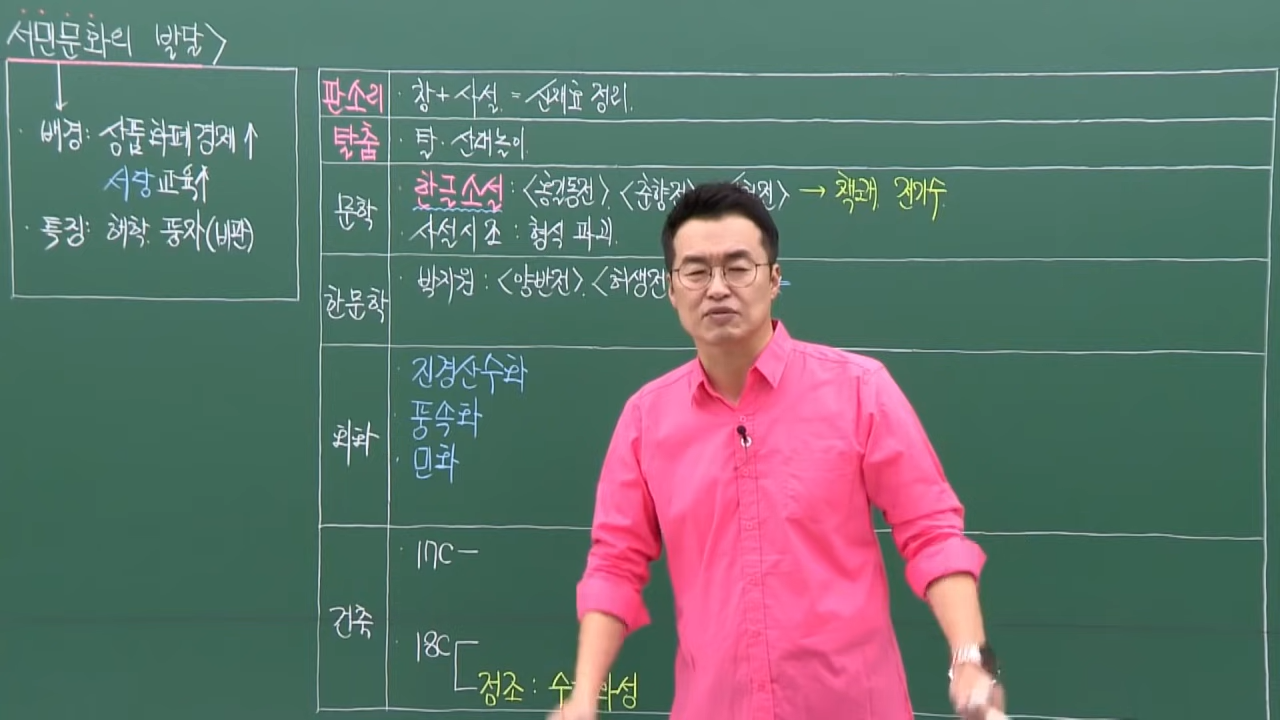 서민문화의 발달>
· 배경: 상품화폐경제↑
서당교육↑
· 특징: 해학. 풍자(비판)
판소리 · 창+사설. = 신재효 정리.
탈춤 · 탈. 산대놀이.
문학 · 한글소설: <홍길동전>. <춘향전>. → 책쾌. 전기수.
· 사설시조: 형식 파괴.
한문학 · 박지원: <양반전>. <허생전
회화 · 진경산수화
· 풍속화
· 민화
건축 · 17C―
· 18C
정조: 화성